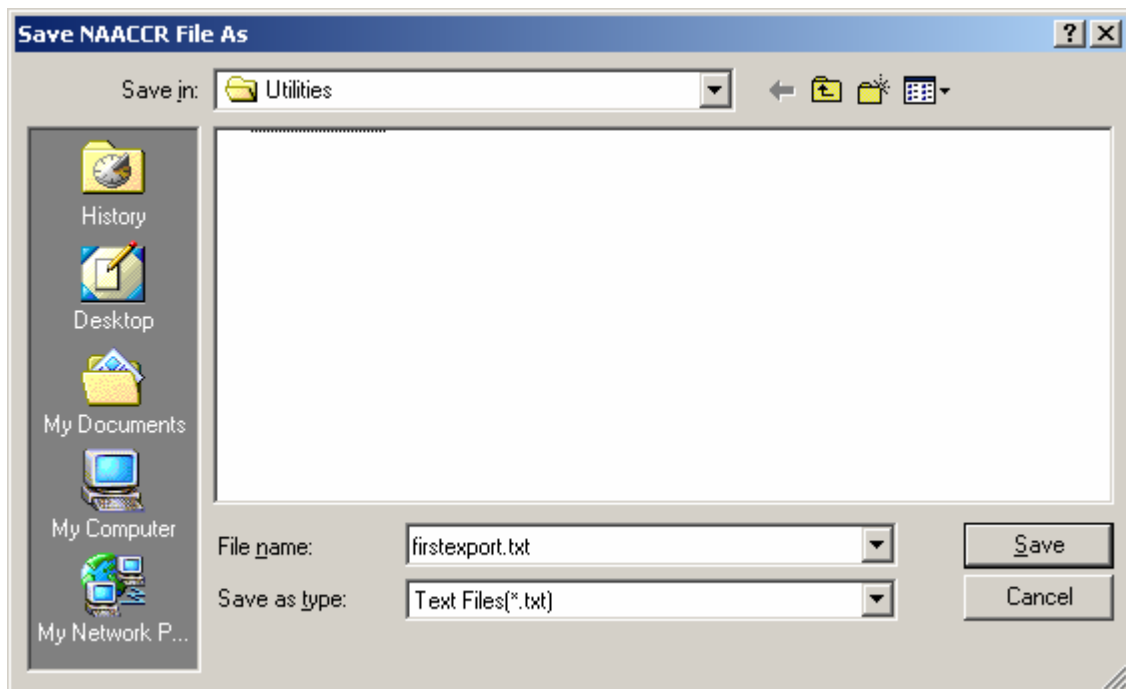 Save NAACCR File As
Save in:
Utilities
History
Desktop
My Documents
My Computer
My Network P...
File name:
firstexport.txt
Save
Save as type:
Text Files(*.txt)
Cancel